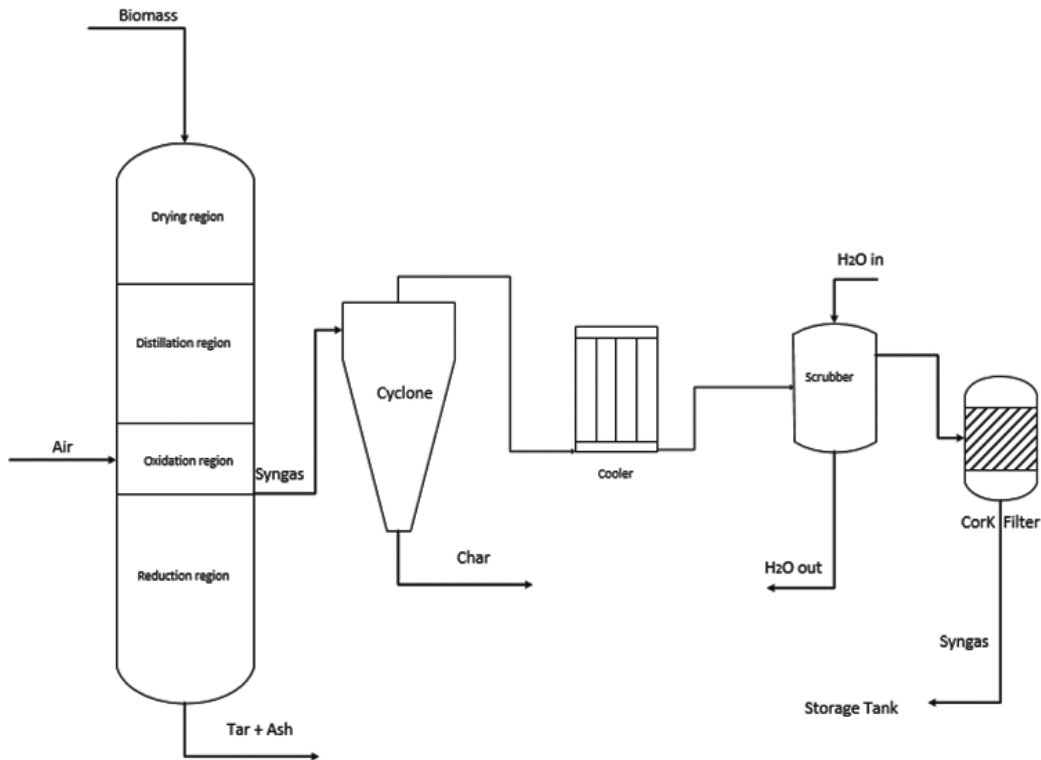 Biomass
Drying region
Distillation region
Air
Oxidation region
Syngas
Reduction region
Tar + Ash
Cyclone
Char
Cooler
H2O in
Scrubber
H2O out
CorK Filter
Syngas
Storage Tank